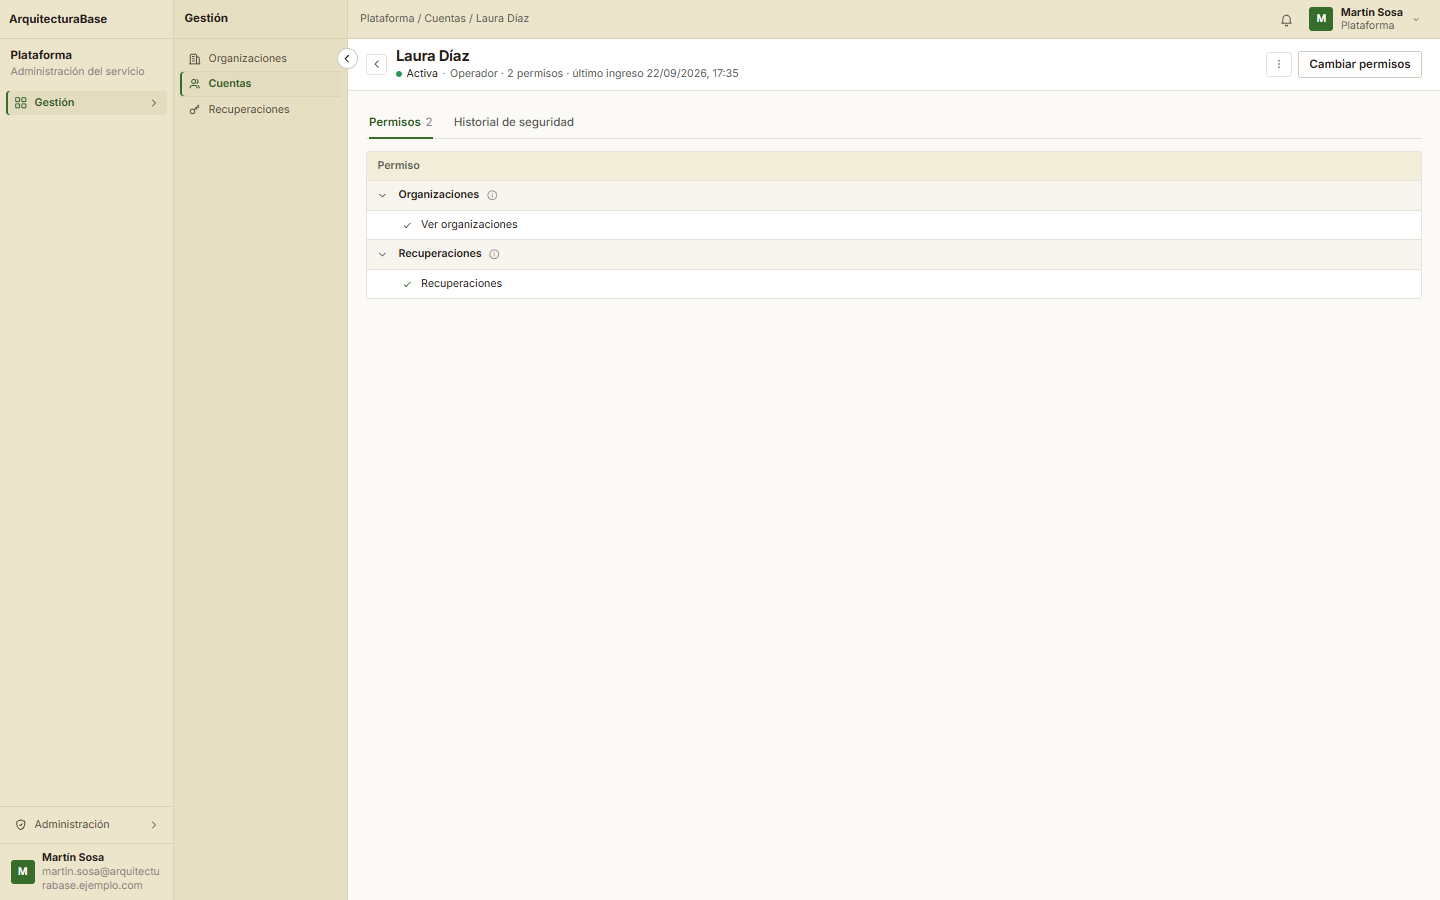 ArquitecturaBase
Plataforma
Administración del servicio
Gestión
Administración
M
Martín Sosa
martin.sosa@arquitectu
rabase.ejemplo.com
Gestión
Organizaciones
Cuentas
Recuperaciones
Plataforma / Cuentas / Laura Díaz
M
Martín Sosa
Plataforma
Laura Díaz
Activa · Operador · 2 permisos · último ingreso 22/09/2026, 17:35
Cambiar permisos
Permisos 2
Historial de seguridad
Permiso
Organizaciones
Ver organizaciones
Recuperaciones
Recuperaciones